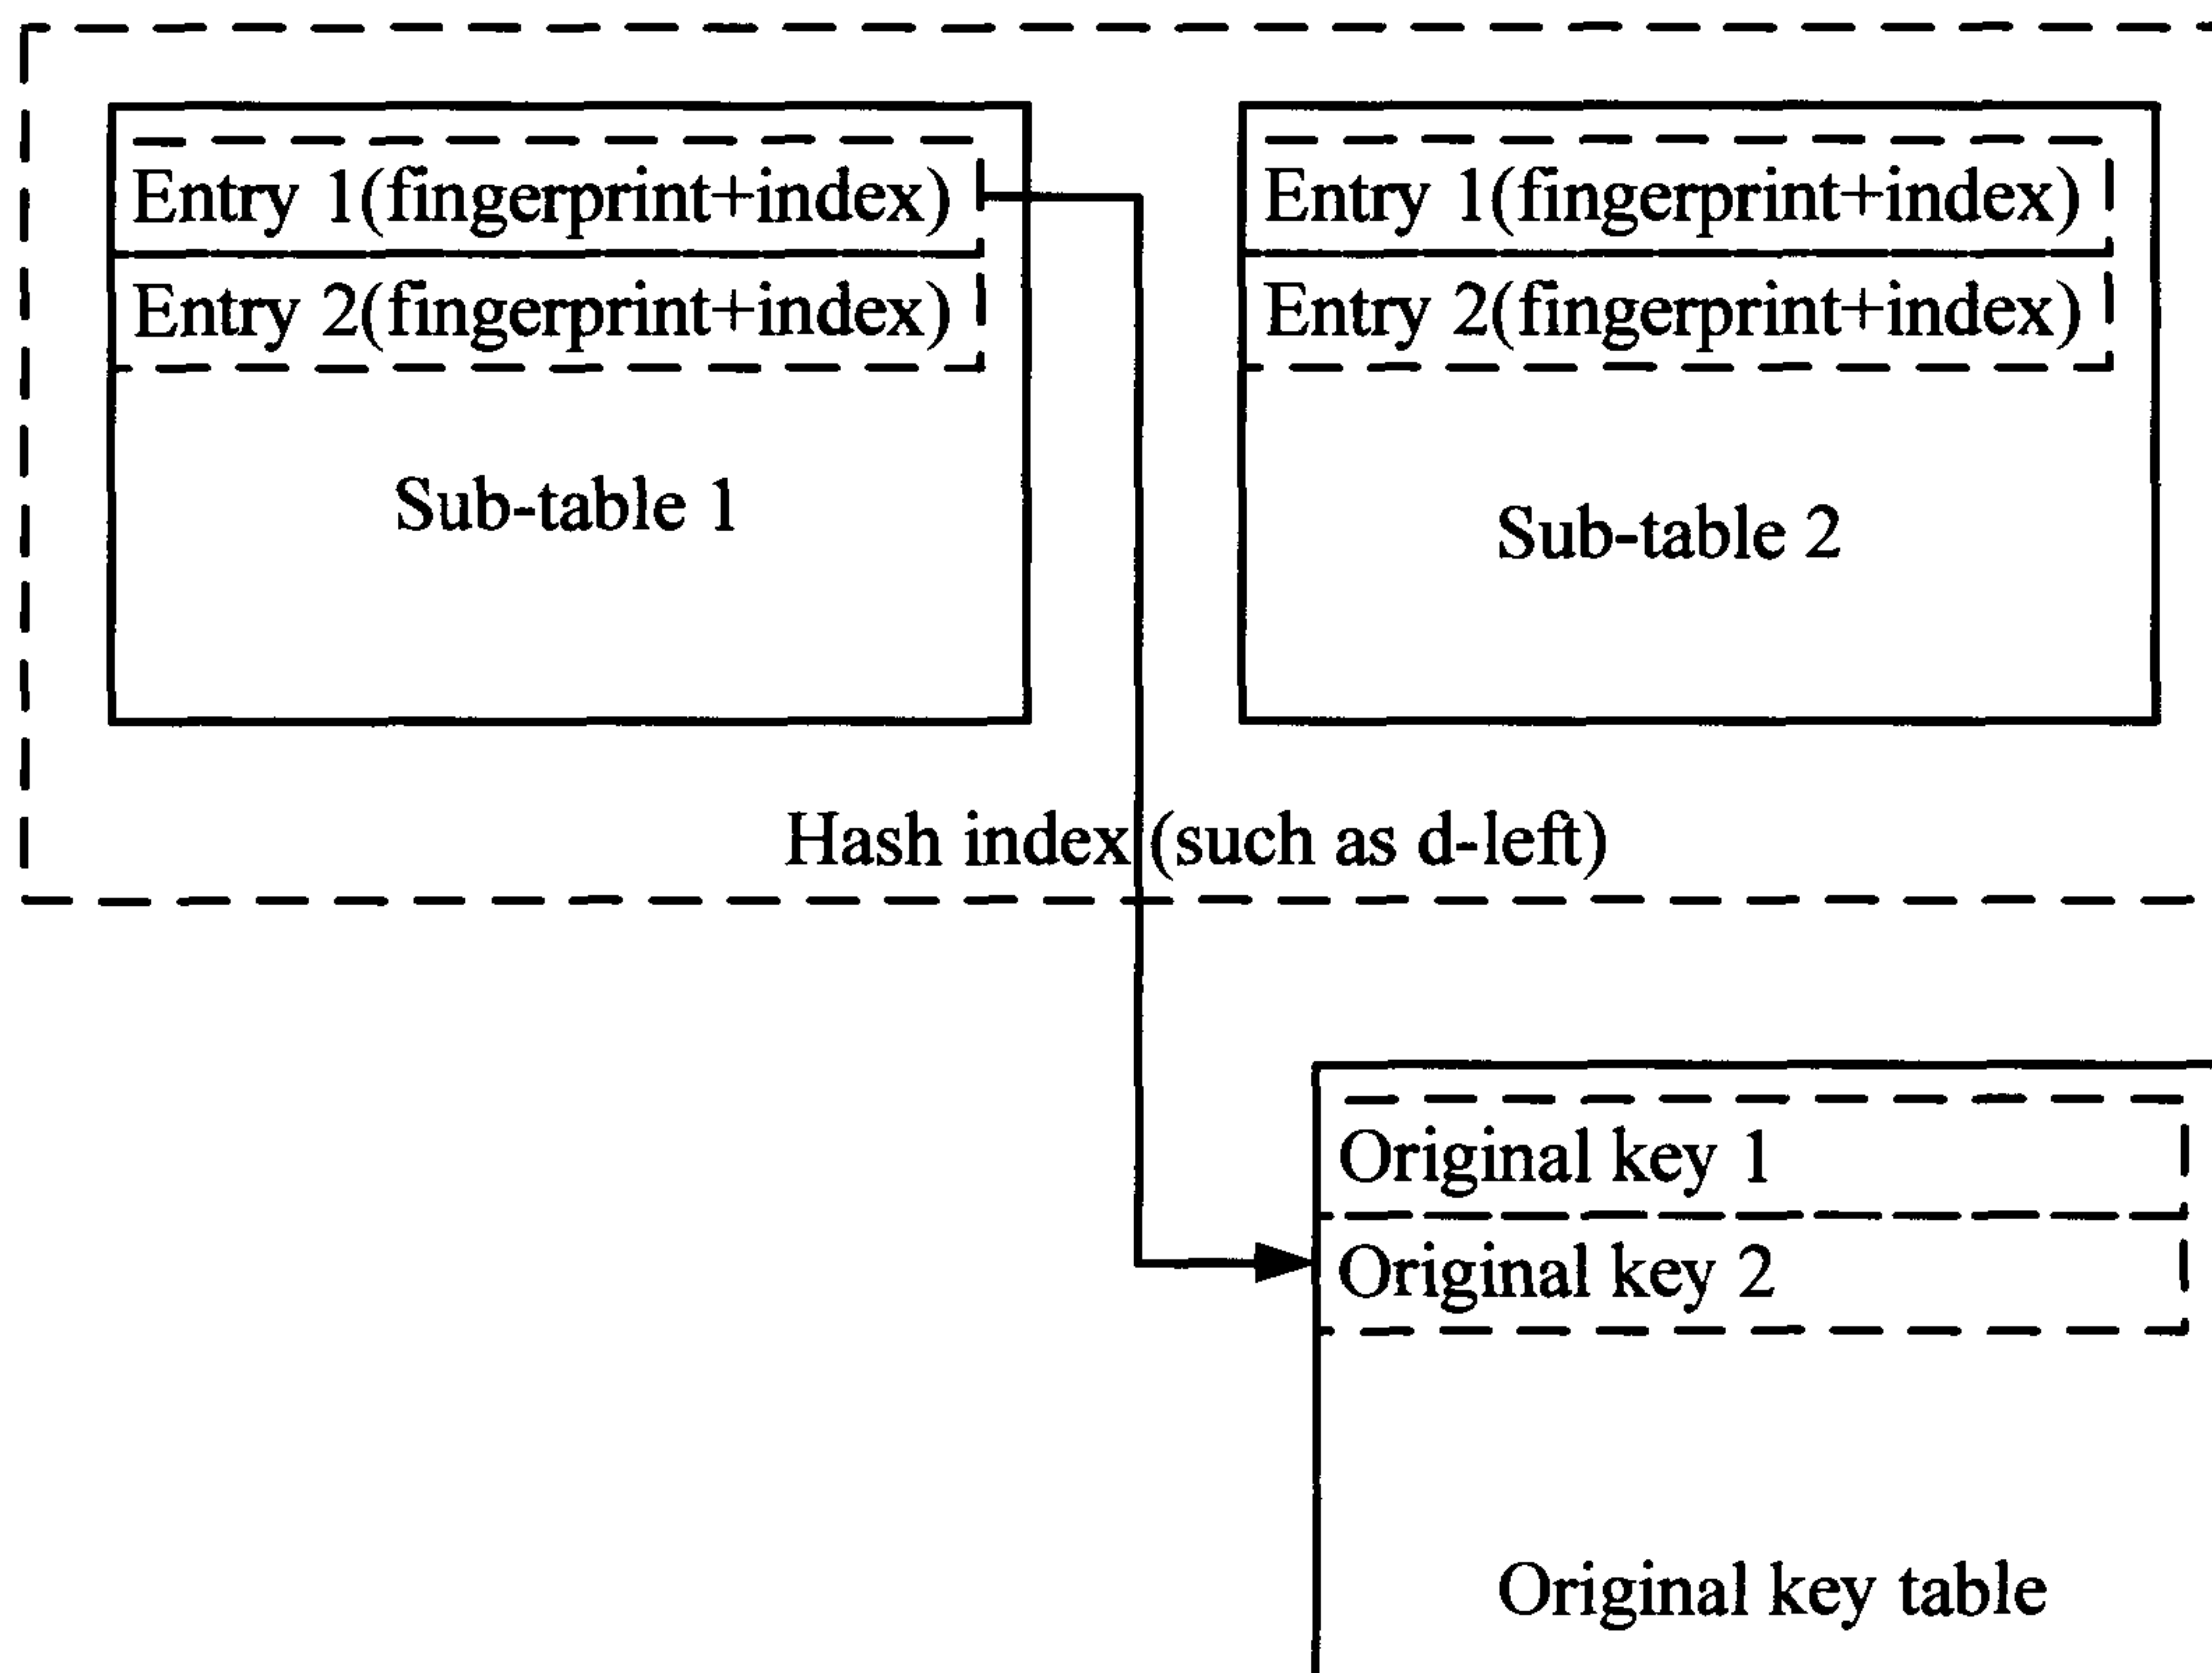 Entry 1(fingerprint+index)
Entry 2(fingerprint+index)
Sub-table 1
Entry 1(fingerprint+index)
Entry 2(fingerprint+index)
Sub-table 2
Hash index (such as d-left)
Original key 1
Original key 2
Original key table